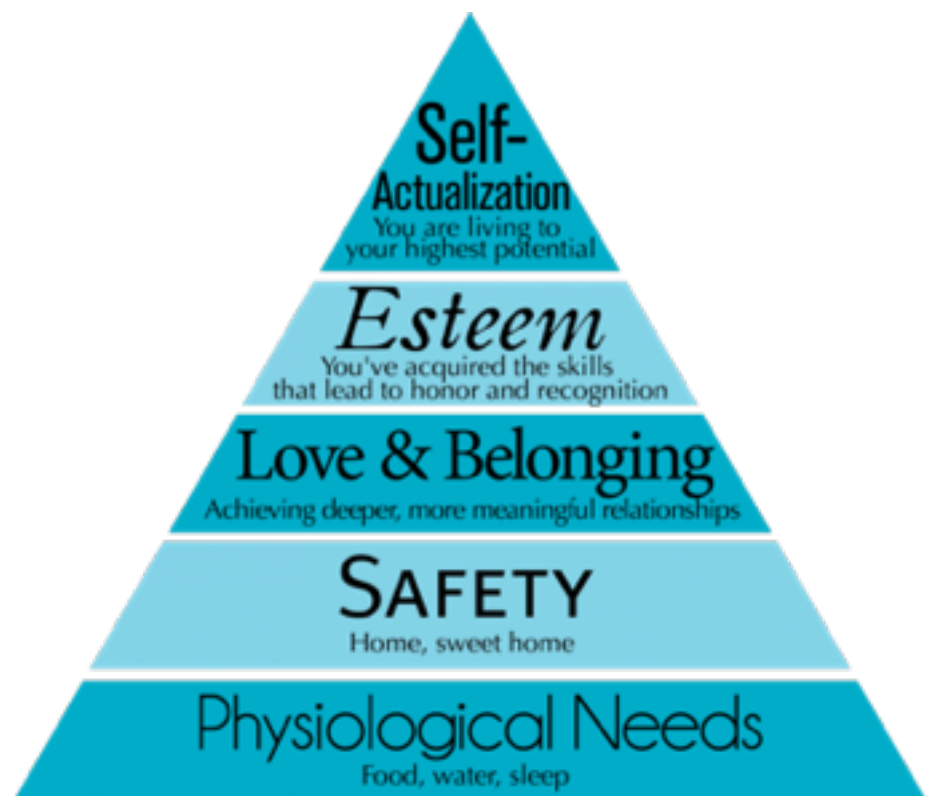 Self-
Actualization
You are living to
your highest potential
Esteem
You've acquired the skills
that lead to honor and recognition
Love & Belonging
Achieving deeper, more meaningful relationships
SAFETY
Home, sweet home
Physiological Needs
Food, water, sleep